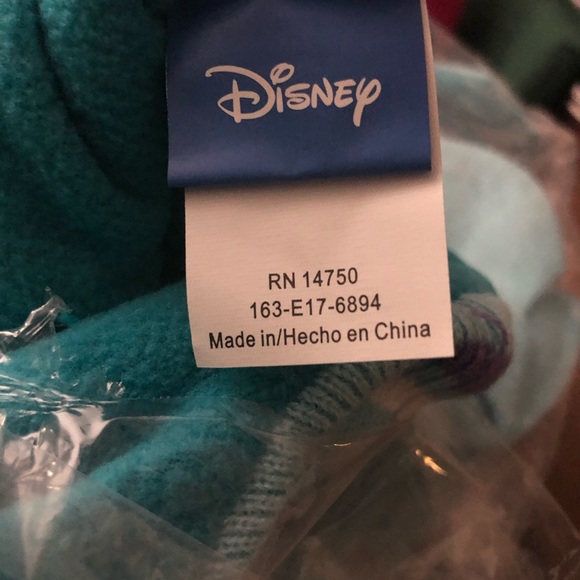 Disney
RN 14750
163-E17-6894
Made in/Hecho en China